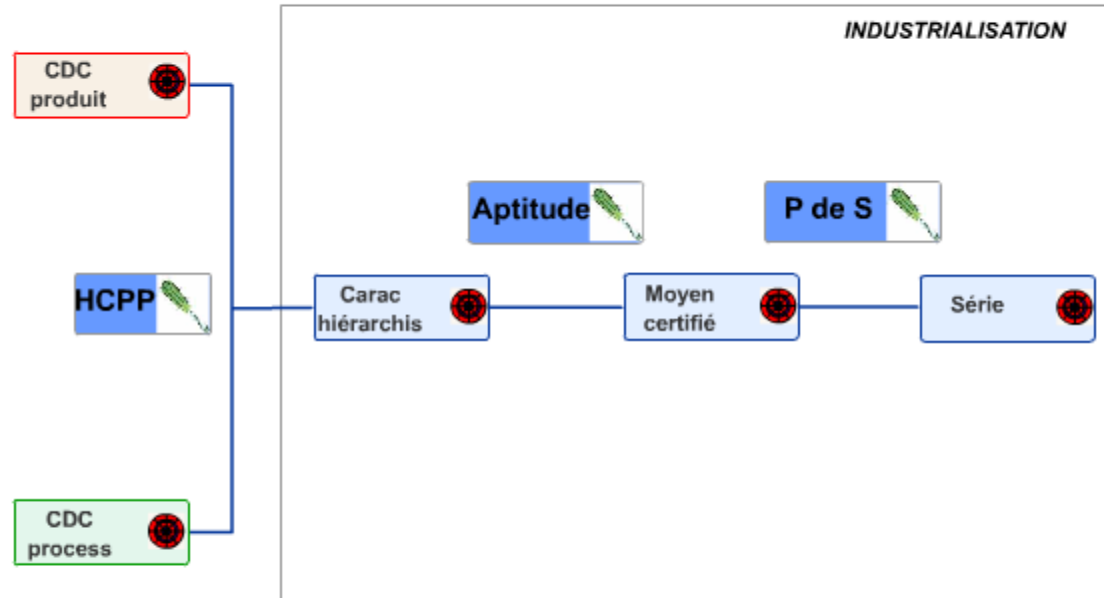 INDUSTRIALISATION
CDC
produit
Aptitude
P de S
HCPP
Carac
hiérarchis
Moyen
certifié
Série
CDC
process